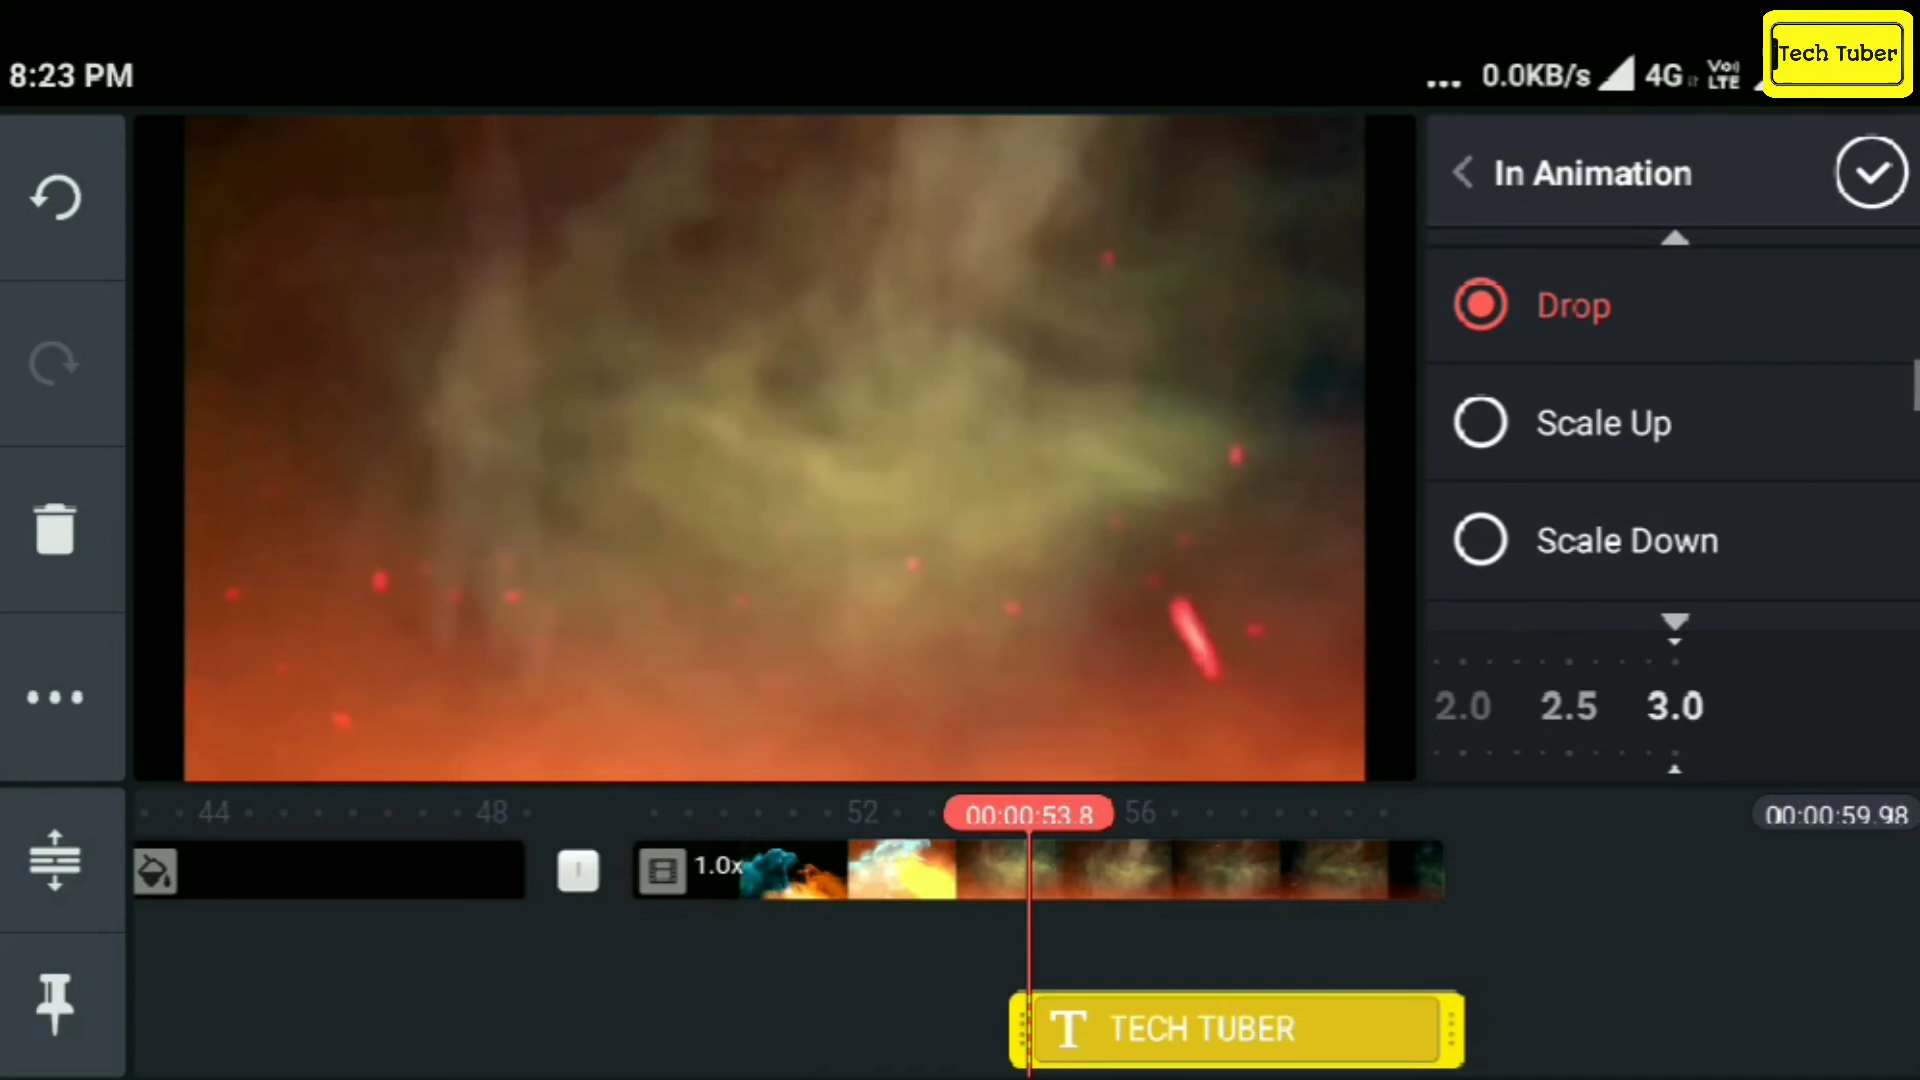 8:23 PM
... 0.0KB/s 4G Vo) LTE
Tech Tuber
In Animation
Drop
Scale Up
Scale Down
2.0 2.5 3.0
44 48 52 00:00:53.8 56 00:00:59.98
1.0x
T TECH TUBER